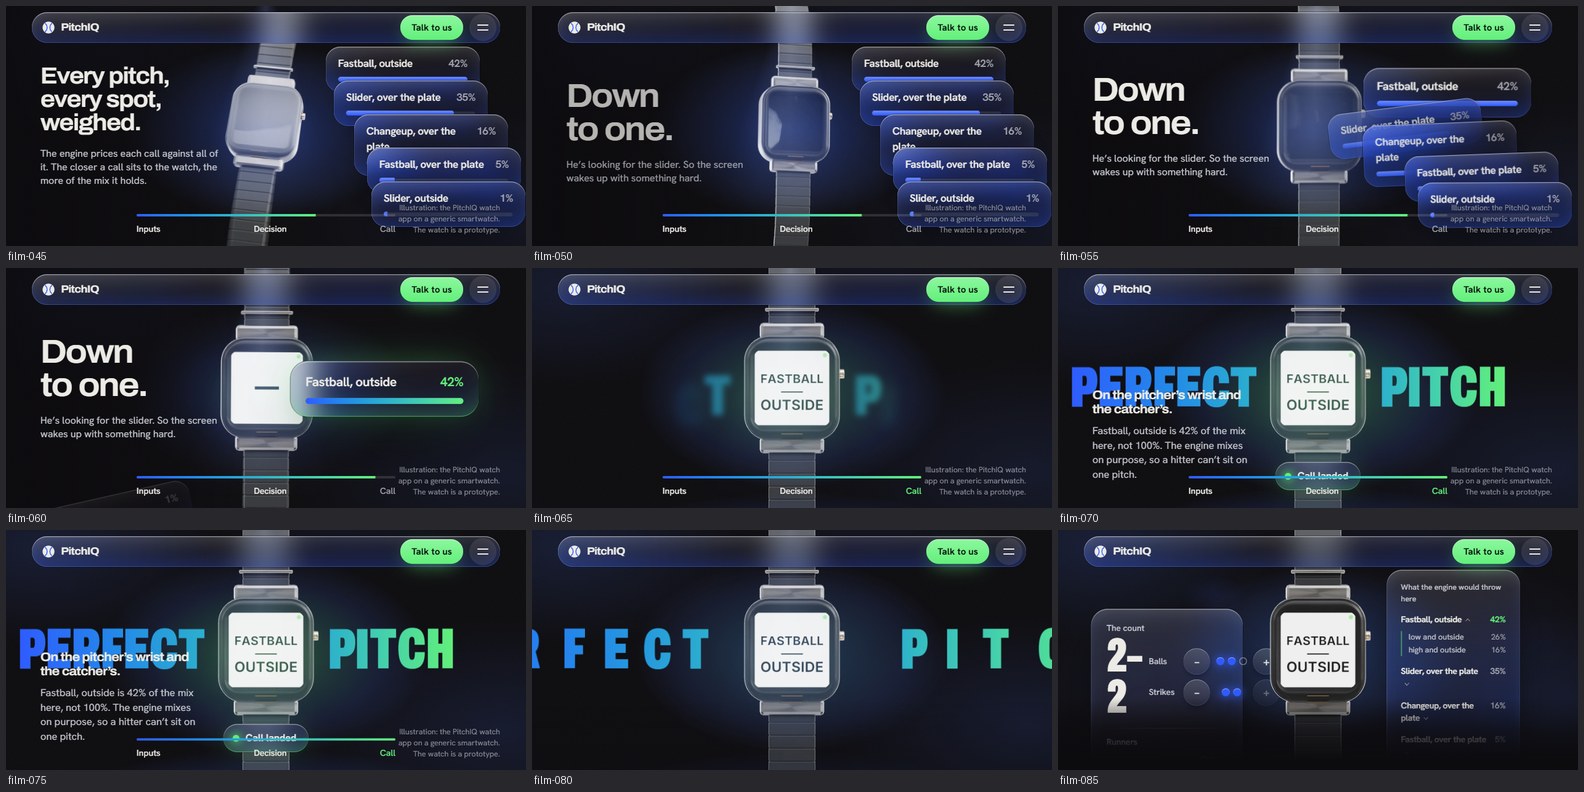 PitchIQ
Talk to us
Every pitch,
every spot,
weighed.
The engine prices each call against all of
it. The closer a call sits to the watch, the
more of the mix it holds.
Fastball, outside 42%
Slider, over the plate 35%
Changeup, over the 16%
plate
Fastball, over the plate 5%
Slider, outside 1%
Illustration: the PitchIQ watch
app on a generic smartwatch.
The watch is a prototype.
Inputs Decision Call
film-045
PitchIQ
Talk to us
Down
to one.
He's looking for the slider. So the screen
wakes up with something hard.
Fastball, outside 42%
Slider, over the plate 35%
Changeup, over the 16%
plate
Fastball, over the plate 5%
Slider, outside 1%
Illustration: the PitchIQ watch
app on a generic smartwatch.
The watch is a prototype.
Inputs Decision Call
film-050
PitchIQ
Talk to us
Down
to one.
He's looking for the slider. So the screen
wakes up with something hard.
Fastball, outside 42%
Slider, over the plate 35%
Changeup, over the 16%
plate
Fastball, over the plate 5%
Slider, outside 1%
Illustration: the PitchIQ watch
app on a generic smartwatch.
The watch is a prototype.
Inputs Decision Call
film-055
PitchIQ
Talk to us
Down
to one.
He's looking for the slider. So the screen
wakes up with something hard.
Fastball, outside 42%
1%
Illustration: the PitchIQ watch
app on a generic smartwatch.
The watch is a prototype.
Inputs Decision Call
film-060
PitchIQ
Talk to us
T P
FASTBALL
OUTSIDE
Illustration: the PitchIQ watch
app on a generic smartwatch.
The watch is a prototype.
Inputs Decision Call
film-065
PitchIQ
Talk to us
PERFECT PITCH
FASTBALL
OUTSIDE
On the pitcher's wrist and
the catcher's.
Fastball, outside is 42% of the mix
here, not 100%. The engine mixes
on purpose, so a hitter can't sit on
one pitch.
Call landed
Illustration: the PitchIQ watch
app on a generic smartwatch.
The watch is a prototype.
Inputs Decision Call
film-070
PitchIQ
Talk to us
PERFECT PITCH
FASTBALL
OUTSIDE
On the pitcher's wrist and
the catcher's.
Fastball, outside is 42% of the mix
here, not 100%. The engine mixes
on purpose, so a hitter can't sit on
one pitch.
Call landed
Illustration: the PitchIQ watch
app on a generic smartwatch.
The watch is a prototype.
Inputs Decision Call
film-075
PitchIQ
Talk to us
RFECT PITC
FASTBALL
OUTSIDE
film-080
PitchIQ
Talk to us
The count
2–
2
Balls − +
Strikes − +
Runners
FASTBALL
OUTSIDE
What the engine would throw
here
Fastball, outside 42%
low and outside 26%
high and outside 16%
Slider, over the plate 35%
Changeup, over the 16%
plate
Fastball, over the plate 5%
film-085